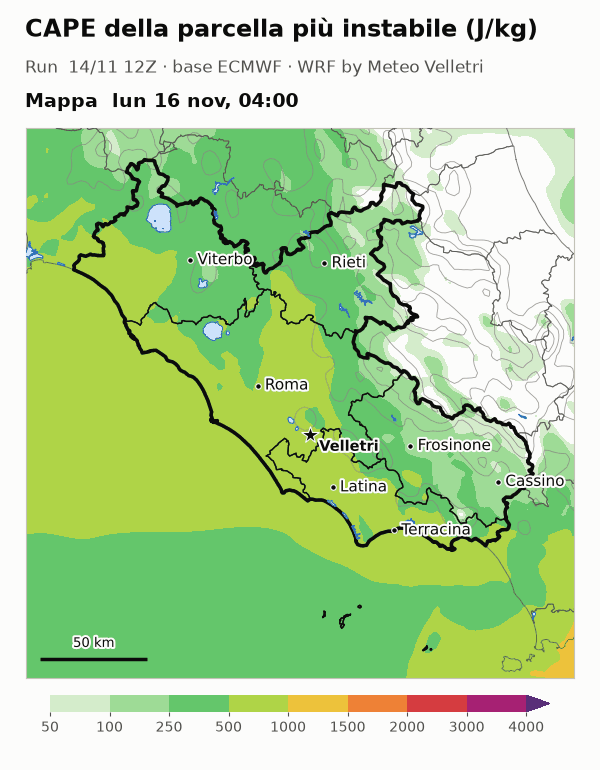 CAPE della parcella più instabile (J/kg)
Run  14/11 12Z · base ECMWF · WRF by Meteo Velletri
Mappa  lun 16 nov, 04:00
Viterbo
Rieti
Roma
Velletri
Frosinone
Cassino
Latina
Terracina
50 km
50 100 250 500 1000 1500 2000 3000 4000